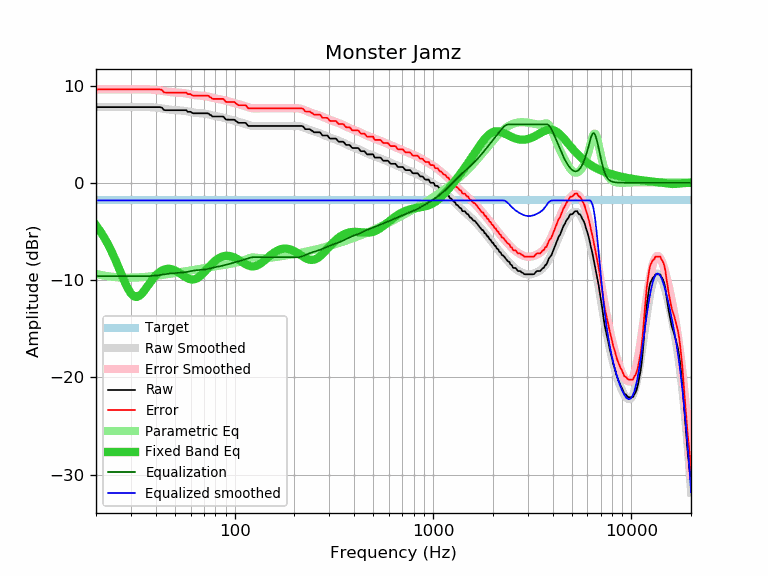 Monster Jamz
Amplitude (dBr)
10
0
−10
−20
−30
Target
Raw Smoothed
Error Smoothed
Raw
Error
Parametric Eq
Fixed Band Eq
Equalization
Equalized smoothed
100
1000
10000
Frequency (Hz)